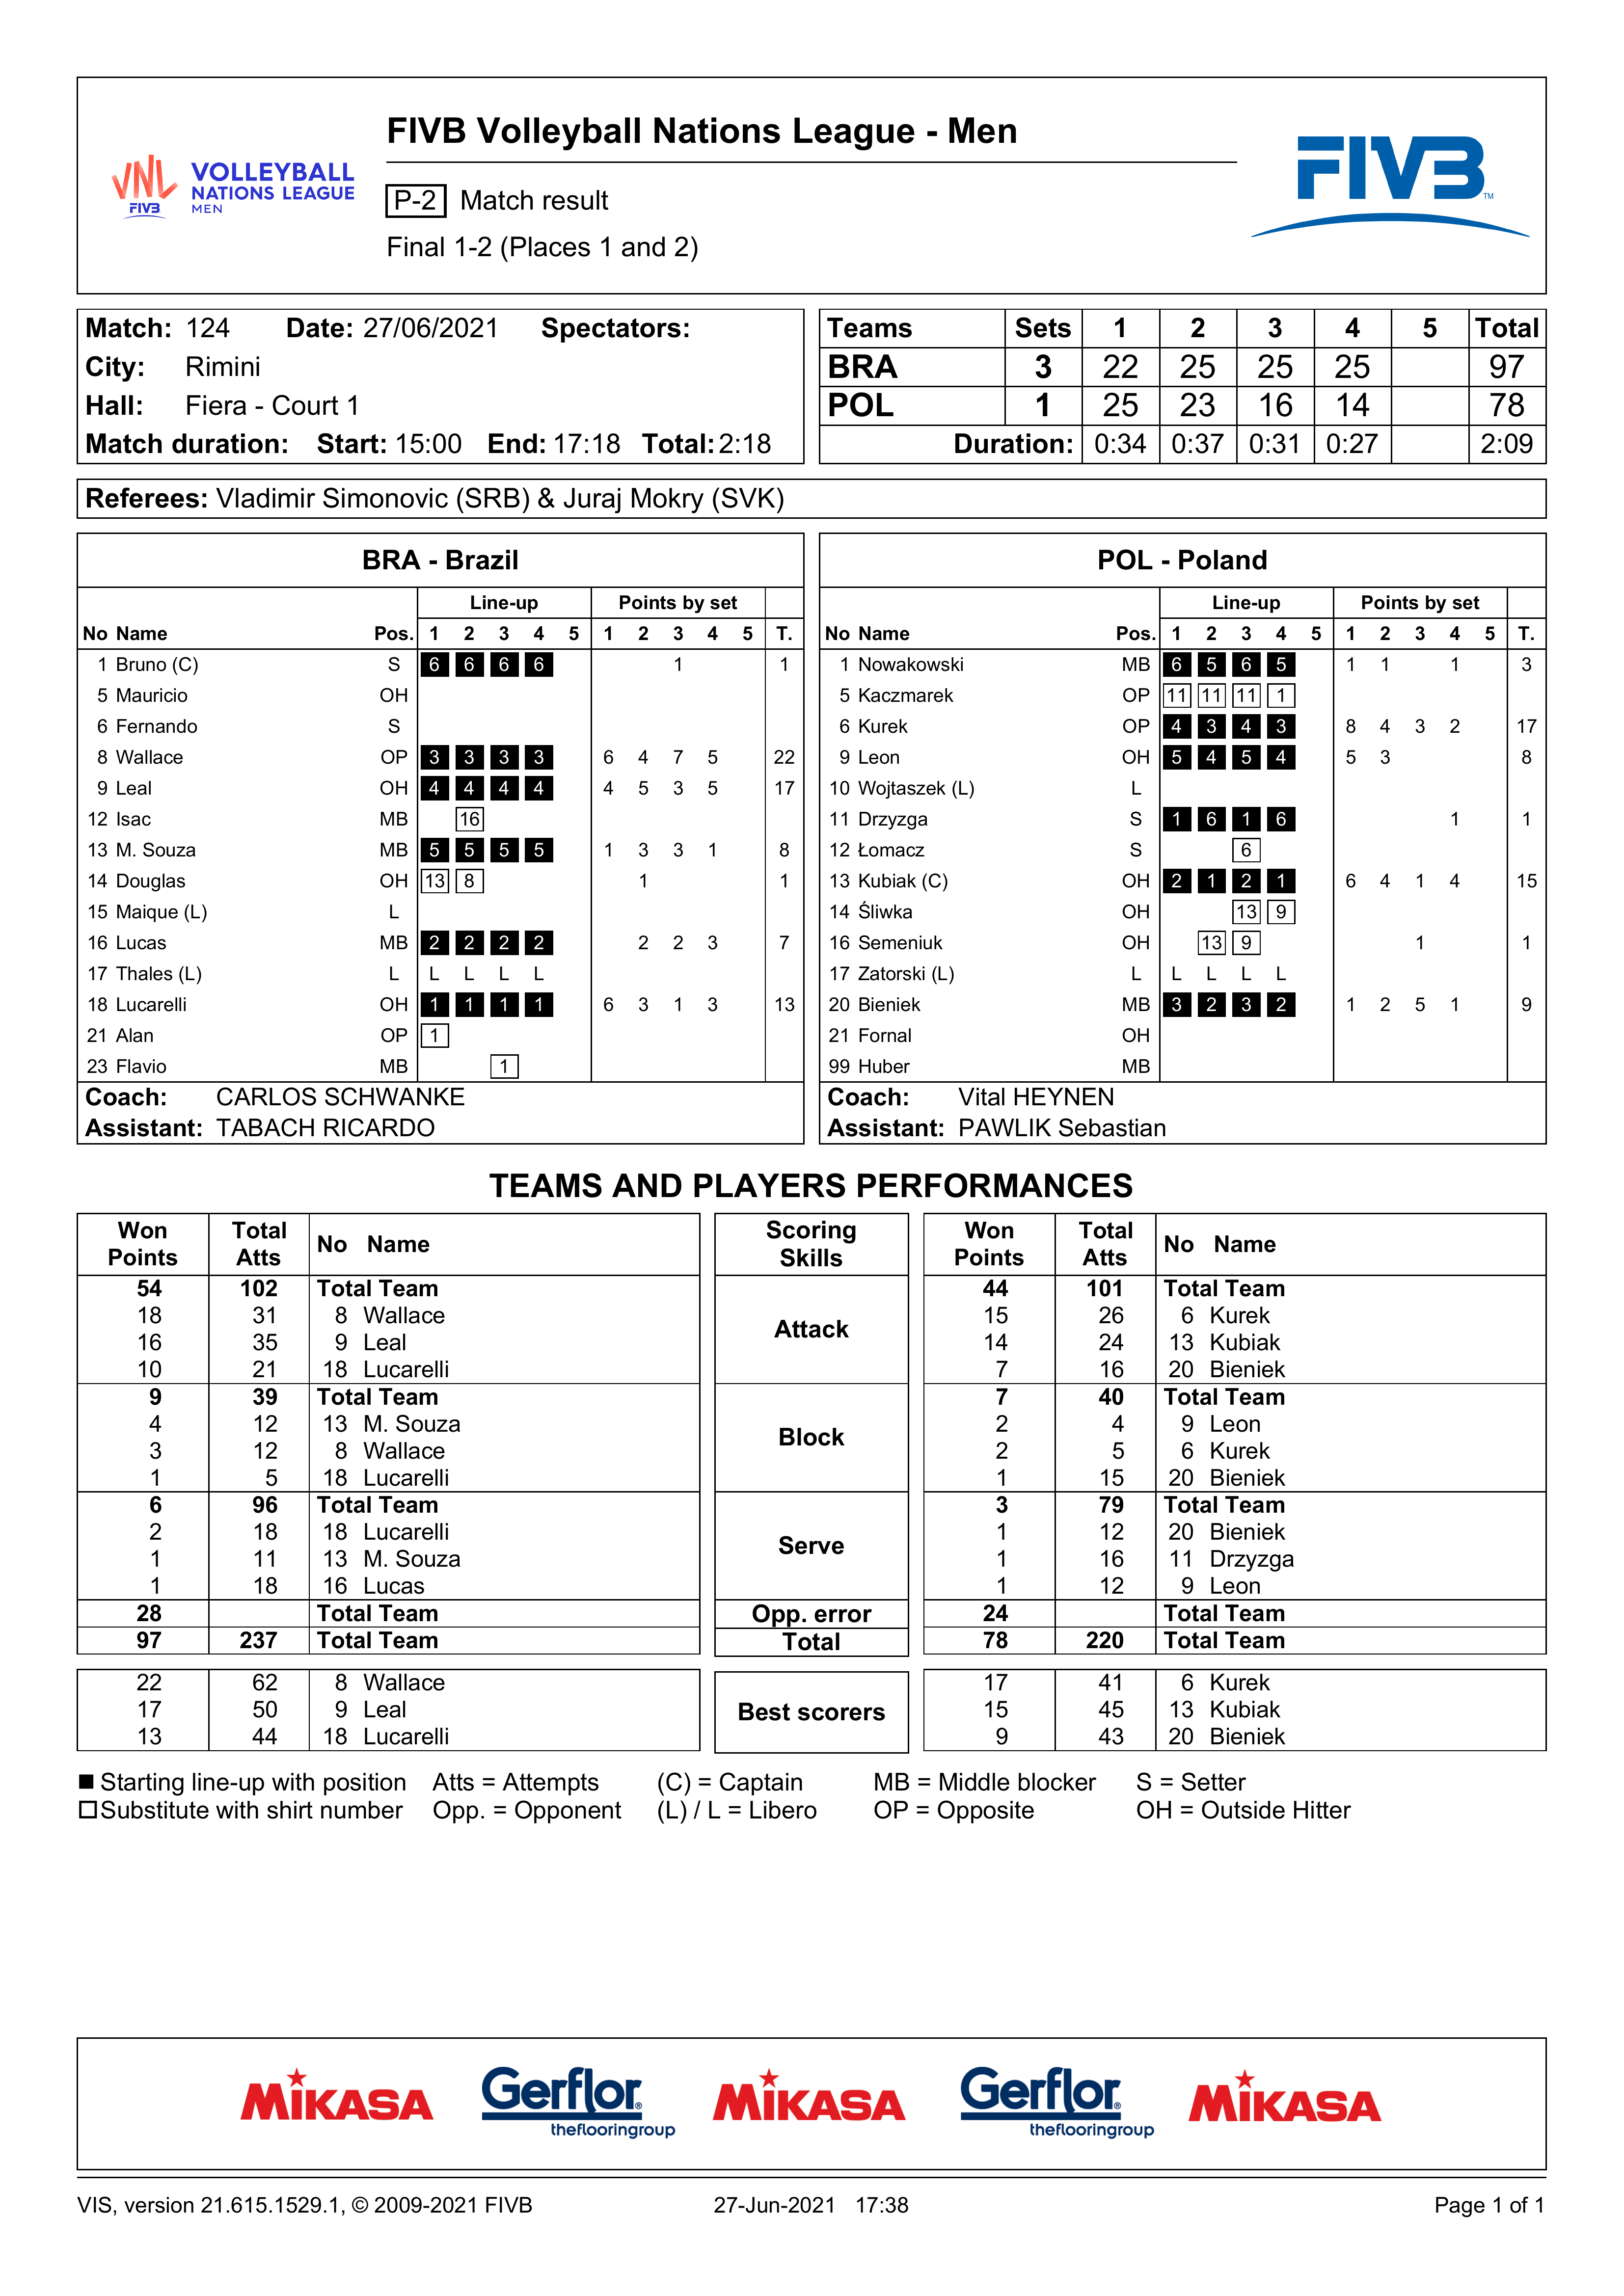 FIVB Volleyball Nations League - Men
VNL FIVB VOLLEYBALL NATIONS LEAGUE MEN
P-2 Match result
Final 1-2 (Places 1 and 2)
FIVB TM
Match: 124 Date: 27/06/2021 Spectators:
City: Rimini
Hall: Fiera - Court 1
Match duration: Start: 15:00 End: 17:18 Total: 2:18
Teams Sets 1 2 3 4 5 Total
BRA 3 22 25 25 25 97
POL 1 25 23 16 14 78
Duration: 0:34 0:37 0:31 0:27 2:09
Referees: Vladimir Simonovic (SRB) & Juraj Mokry (SVK)
BRA - Brazil
Line-up Points by set
No Name Pos. 1 2 3 4 5 1 2 3 4 5 T.
1 Bruno (C) S 6 6 6 6 1 1
5 Mauricio OH
6 Fernando S
8 Wallace OP 3 3 3 3 6 4 7 5 22
9 Leal OH 4 4 4 4 4 5 3 5 17
12 Isac MB 16
13 M. Souza MB 5 5 5 5 1 3 3 1 8
14 Douglas OH 13 8 1 1
15 Maique (L) L
16 Lucas MB 2 2 2 2 2 2 3 7
17 Thales (L) L L L L L
18 Lucarelli OH 1 1 1 1 6 3 1 3 13
21 Alan OP 1
23 Flavio MB 1
Coach: CARLOS SCHWANKE
Assistant: TABACH RICARDO
POL - Poland
Line-up Points by set
No Name Pos. 1 2 3 4 5 1 2 3 4 5 T.
1 Nowakowski MB 6 5 6 5 1 1 1 3
5 Kaczmarek OP 11 11 11 1
6 Kurek OP 4 3 4 3 8 4 3 2 17
9 Leon OH 5 4 5 4 5 3 8
10 Wojtaszek (L) L
11 Drzyzga S 1 6 1 6 1 1
12 Łomacz S 6
13 Kubiak (C) OH 2 1 2 1 6 4 1 4 15
14 Śliwka OH 13 9
16 Semeniuk OH 13 9 1 1
17 Zatorski (L) L L L L L
20 Bieniek MB 3 2 3 2 1 2 5 1 9
21 Fornal OH
99 Huber MB
Coach: Vital HEYNEN
Assistant: PAWLIK Sebastian
TEAMS AND PLAYERS PERFORMANCES
Won Points Total Atts No Name Scoring Skills Won Points Total Atts No Name
54 102 Total Team Attack 44 101 Total Team
18 31 8 Wallace 15 26 6 Kurek
16 35 9 Leal 14 24 13 Kubiak
10 21 18 Lucarelli 7 16 20 Bieniek
9 39 Total Team Block 7 40 Total Team
4 12 13 M. Souza 2 4 9 Leon
3 12 8 Wallace 2 5 6 Kurek
1 5 18 Lucarelli 1 15 20 Bieniek
6 96 Total Team Serve 3 79 Total Team
2 18 18 Lucarelli 1 12 20 Bieniek
1 11 13 M. Souza 1 16 11 Drzyzga
1 18 16 Lucas 1 12 9 Leon
28 Total Team Opp. error 24 Total Team
97 237 Total Team Total 78 220 Total Team
22 62 8 Wallace Best scorers 17 41 6 Kurek
17 50 9 Leal 15 45 13 Kubiak
13 44 18 Lucarelli 9 43 20 Bieniek
Starting line-up with position Atts = Attempts (C) = Captain MB = Middle blocker S = Setter
Substitute with shirt number Opp. = Opponent (L) / L = Libero OP = Opposite OH = Outside Hitter
MIKASA Gerflor® theflooringgroup MIKASA Gerflor® theflooringgroup MIKASA
VIS, version 21.615.1529.1, © 2009-2021 FIVB 27-Jun-2021 17:38 Page 1 of 1